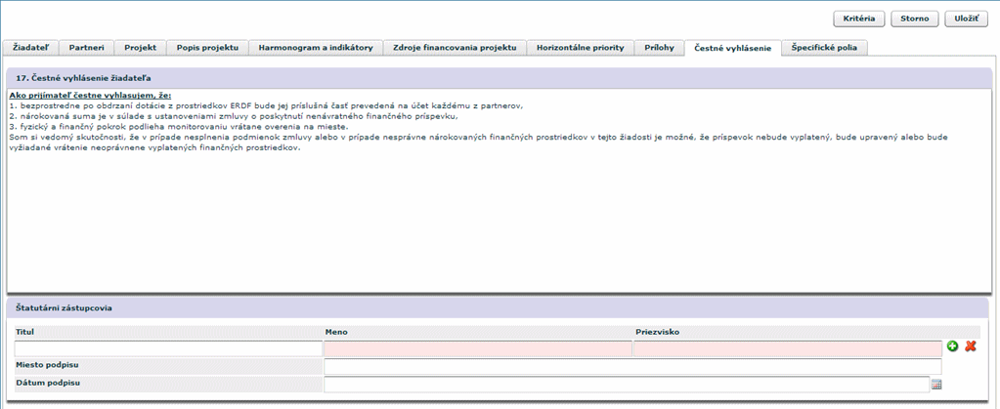 Kritéria Storno Uložiť
Žiadateľ Partneri Projekt Popis projektu Harmonogram a indikátory Zdroje financovania projektu Horizontálne priority Prílohy Čestné vyhlásenie Špecifické polia
17. Čestné vyhlásenie žiadateľa
Ako prijímateľ čestne vyhlasujem, že:
1. bezprostredne po obdrzaní dotácie z prostriedkov ERDF bude jej príslušná časť prevedená na účet každému z partnerov,
2. nárokovaná suma je v súlade s ustanoveniami zmluvy o poskytnutí nenávratného finančného príspevku,
3. fyzický a finančný pokrok podlieha monitorovaniu vrátane overenia na mieste.
Som si vedomý skutočnosti, že v prípade nesplnenia podmienok zmluvy alebo v prípade nesprávne nárokovaných finančných prostriedkov v tejto žiadosti je možné, že príspevok nebude vyplatený, bude upravený alebo bude
vyžiadané vrátenie neoprávnene vyplatených finančných prostriedkov.
Štatutárni zástupcovia
Titul Meno Priezvisko
Miesto podpisu
Dátum podpisu